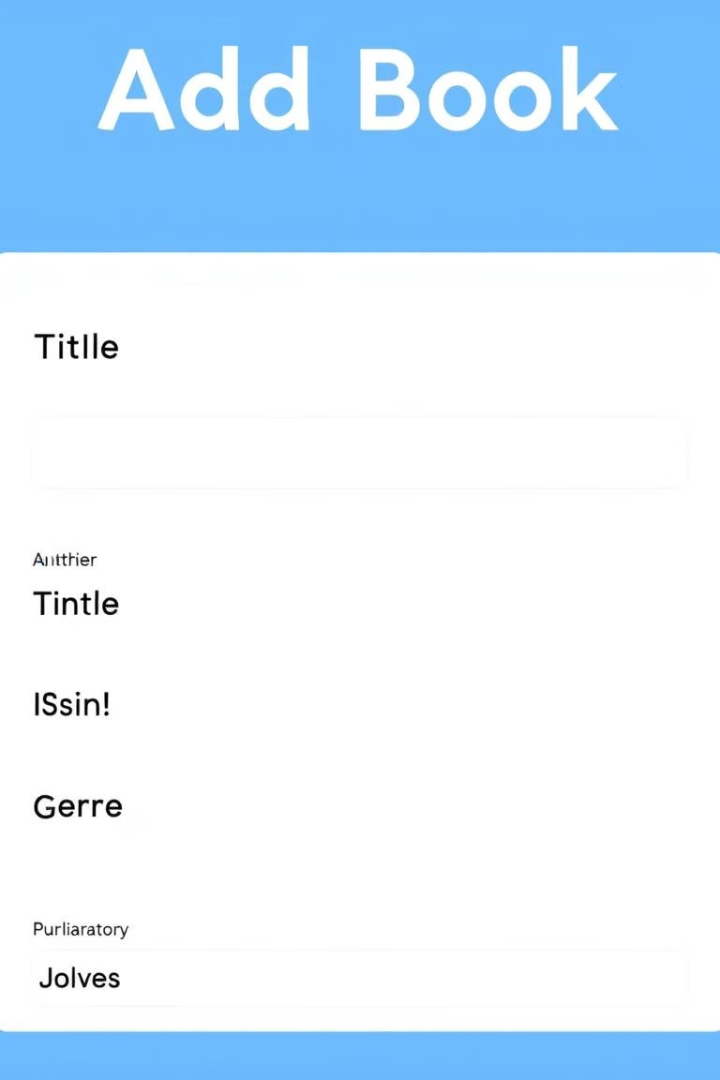 Add Book
Titlle
Antthier
Tintle
ISsin!
Gerre
Purliaratory
Jolves